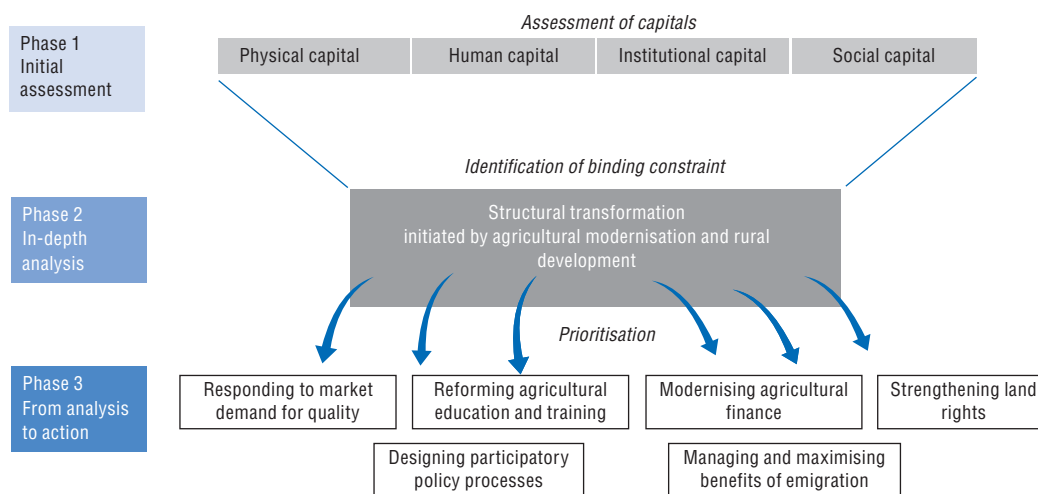 Assessment of capitals
Phase 1
Initial
assessment
Physical capital
Human capital
Institutional capital
Social capital
Identification of binding constraint
Phase 2
In-depth
analysis
Structural transformation
initiated by agricultural modernisation and rural
development
Prioritisation
Phase 3
From analysis
to action
Responding to market
demand for quality
Reforming agricultural
education and training
Modernising agricultural
finance
Strengthening land
rights
Designing participatory
policy processes
Managing and maximising
benefits of emigration